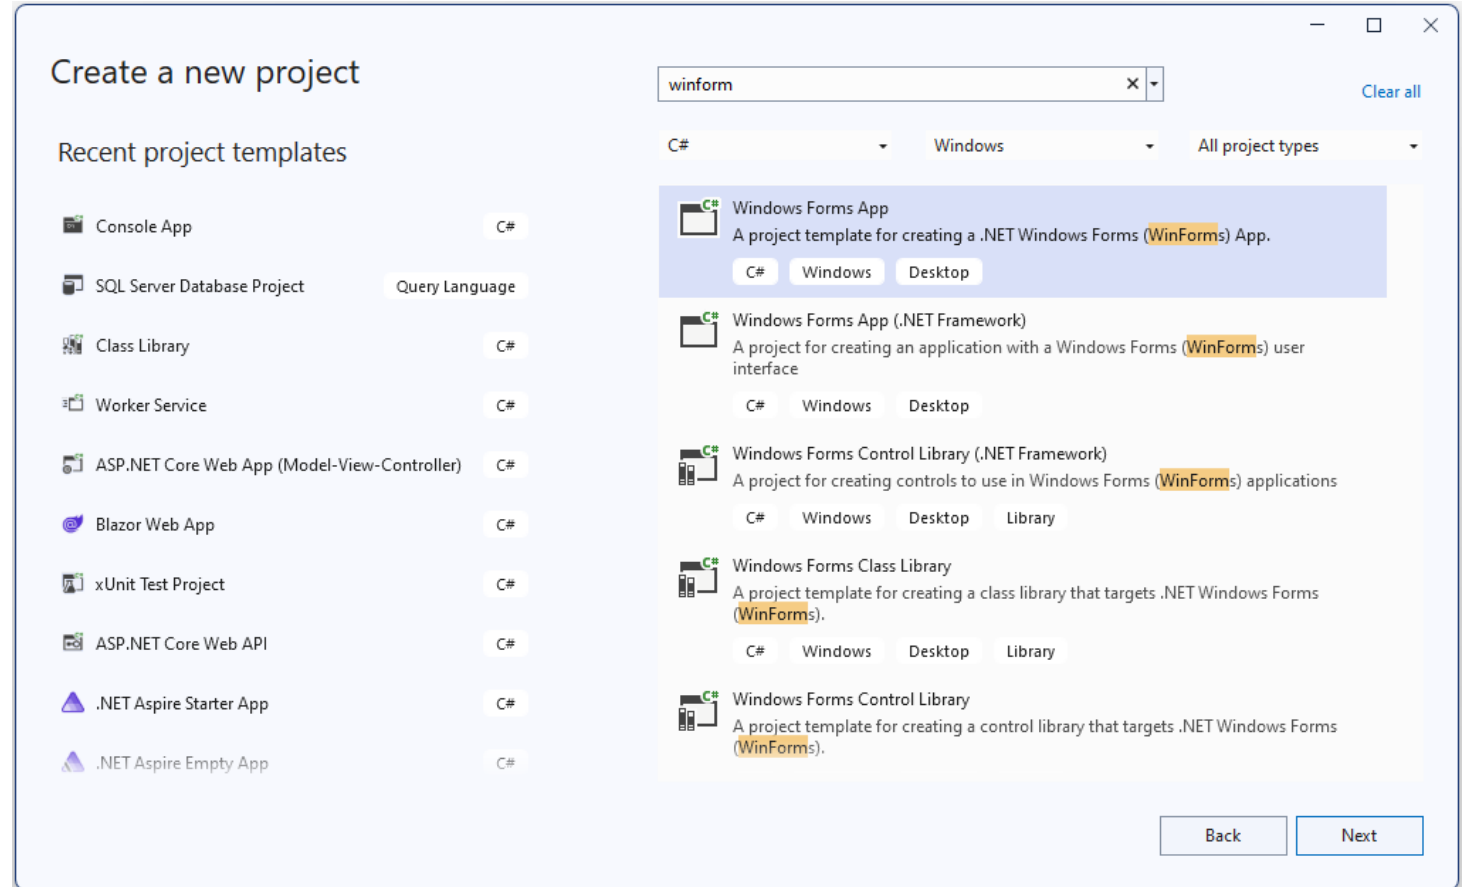 Create a new project
winform
Clear all
Recent project templates
C#
Windows
All project types
Console App
C#
SQL Server Database Project
Query Language
Class Library
C#
Worker Service
C#
ASP.NET Core Web App (Model-View-Controller)
C#
Blazor Web App
C#
xUnit Test Project
C#
ASP.NET Core Web API
C#
.NET Aspire Starter App
C#
.NET Aspire Empty App
C#
C#
Windows Forms App
A project template for creating a .NET Windows Forms (WinForms) App.
C#
Windows
Desktop
C#
Windows Forms App (.NET Framework)
A project for creating an application with a Windows Forms (WinForms) user
interface
C#
Windows
Desktop
C#
Windows Forms Control Library (.NET Framework)
A project for creating controls to use in Windows Forms (WinForms) applications
C#
Windows
Desktop
Library
C#
Windows Forms Class Library
A project template for creating a class library that targets .NET Windows Forms
(WinForms).
C#
Windows
Desktop
Library
C#
Windows Forms Control Library
A project template for creating a control library that targets .NET Windows Forms
(WinForms).
Back
Next